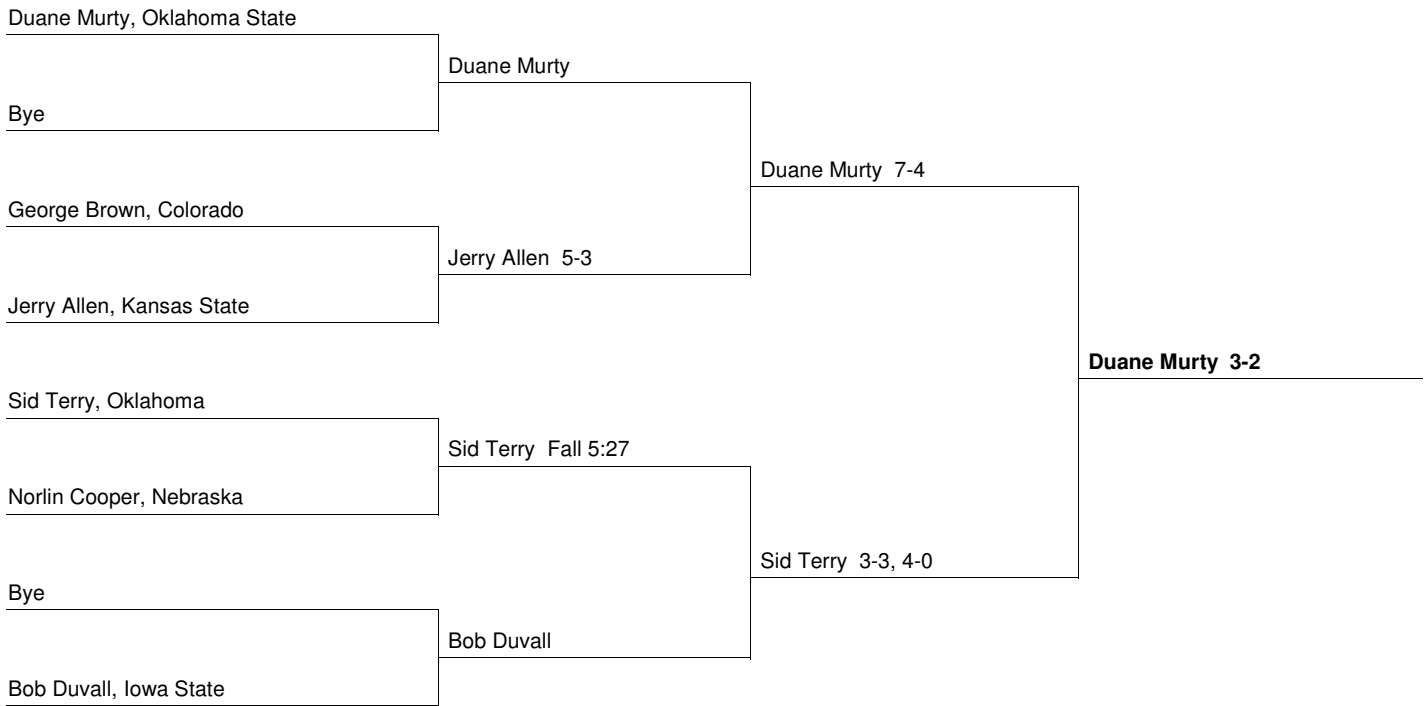 Duane Murty, Oklahoma State
Duane Murty
Bye
Duane Murty 7-4
George Brown, Colorado
Jerry Allen 5-3
Jerry Allen, Kansas State
Duane Murty 3-2
Sid Terry, Oklahoma
Sid Terry Fall 5:27
Norlin Cooper, Nebraska
Sid Terry 3-3, 4-0
Bye
Bob Duvall
Bob Duvall, Iowa State